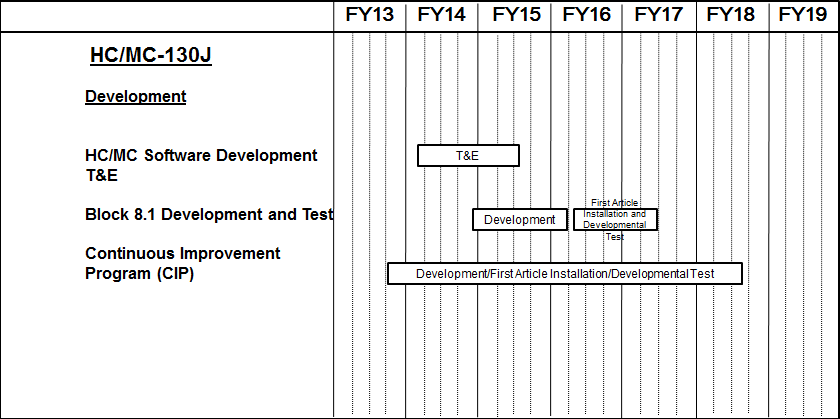 FY13 FY14 FY15 FY16 FY17 FY18 FY19
HC/MC-130J
Development
HC/MC Software Development
T&E
T&E
Block 8.1 Development and Test
Development
First Article
Installation and
Developmental
Test
Continuous Improvement
Program (CIP)
Development/First Article Installation/Developmental Test